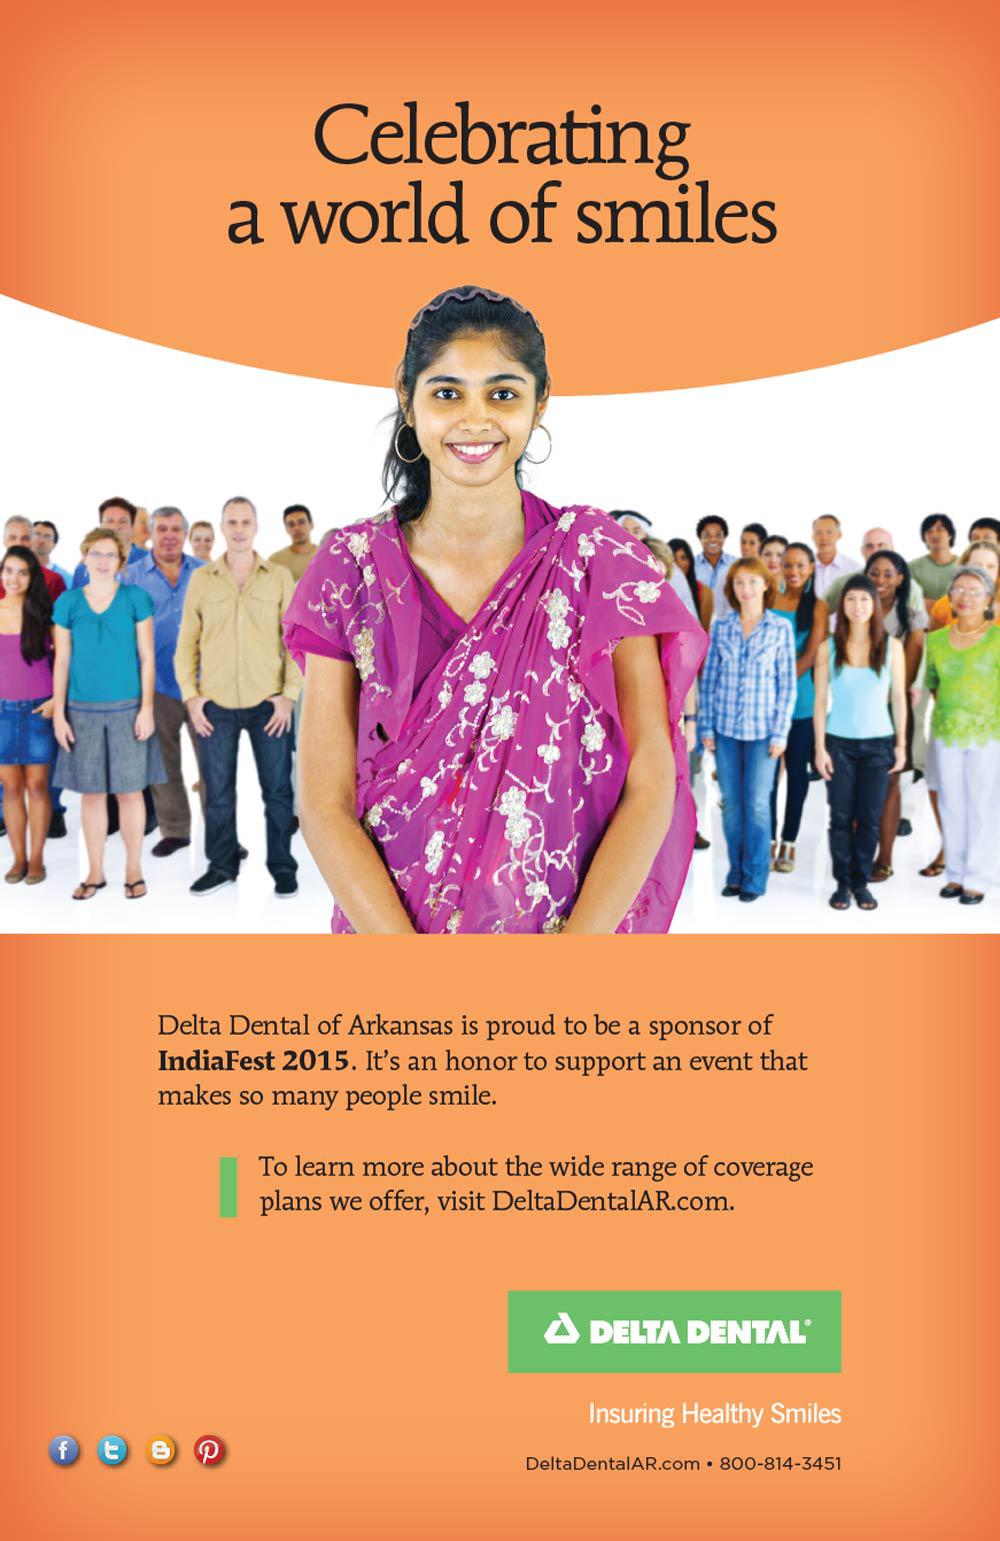 Celebrating
a world of smiles
Delta Dental of Arkansas is proud to be a sponsor of
IndiaFest 2015. It's an honor to support an event that
makes so many people smile.
To learn more about the wide range of coverage
plans we offer, visit DeltaDentalAR.com.
DELTA DENTAL®
Insuring Healthy Smiles
DeltaDentalAR.com • 800-814-3451